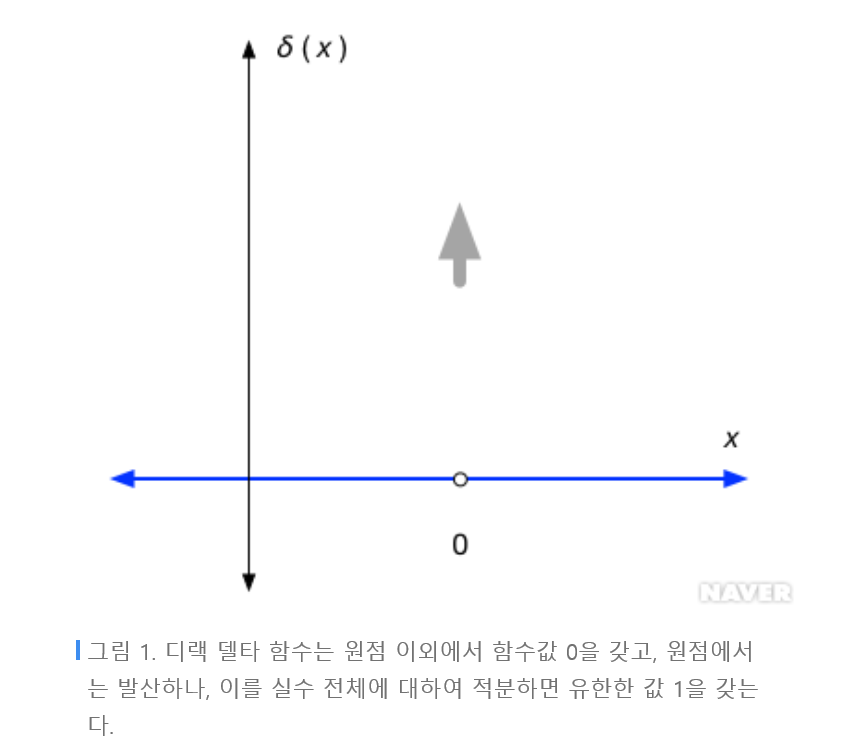 δ(x)
x
0
NAVER
그림 1. 디랙 델타 함수는 원점 이외에서 함수값 0을 갖고, 원점에서
는 발산하나, 이를 실수 전체에 대하여 적분하면 유한한 값 1을 갖는
다.